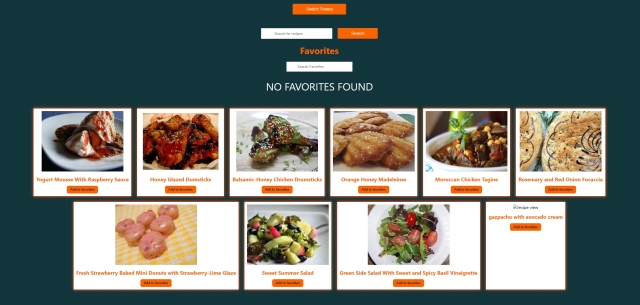 Switch Theme
Search for recipes
Search
Favorites
Search Favorites
NO FAVORITES FOUND
Yogurt Mousse With Raspberry Sauce
Add to favorites
Honey Glazed Dumsticks
Add to favorites
Balsamic-Honey Chicken Drumsticks
Add to favorites
Orange Honey Madeleines
Add to favorites
Moroccan Chicken Tagine
Add to favorites
Rosemary and Red Onion Focaccia
Add to favorites
Fresh Strawberry Baked Mini Donuts with Strawberry-Lime Glaze
Add to favorites
Sweet Summer Salad
Add to favorites
Green Side Salad With Sweet and Spicy Basil Vinaigrette
Add to favorites
recipe view
gazpacho with avocado cream
Add to favorites